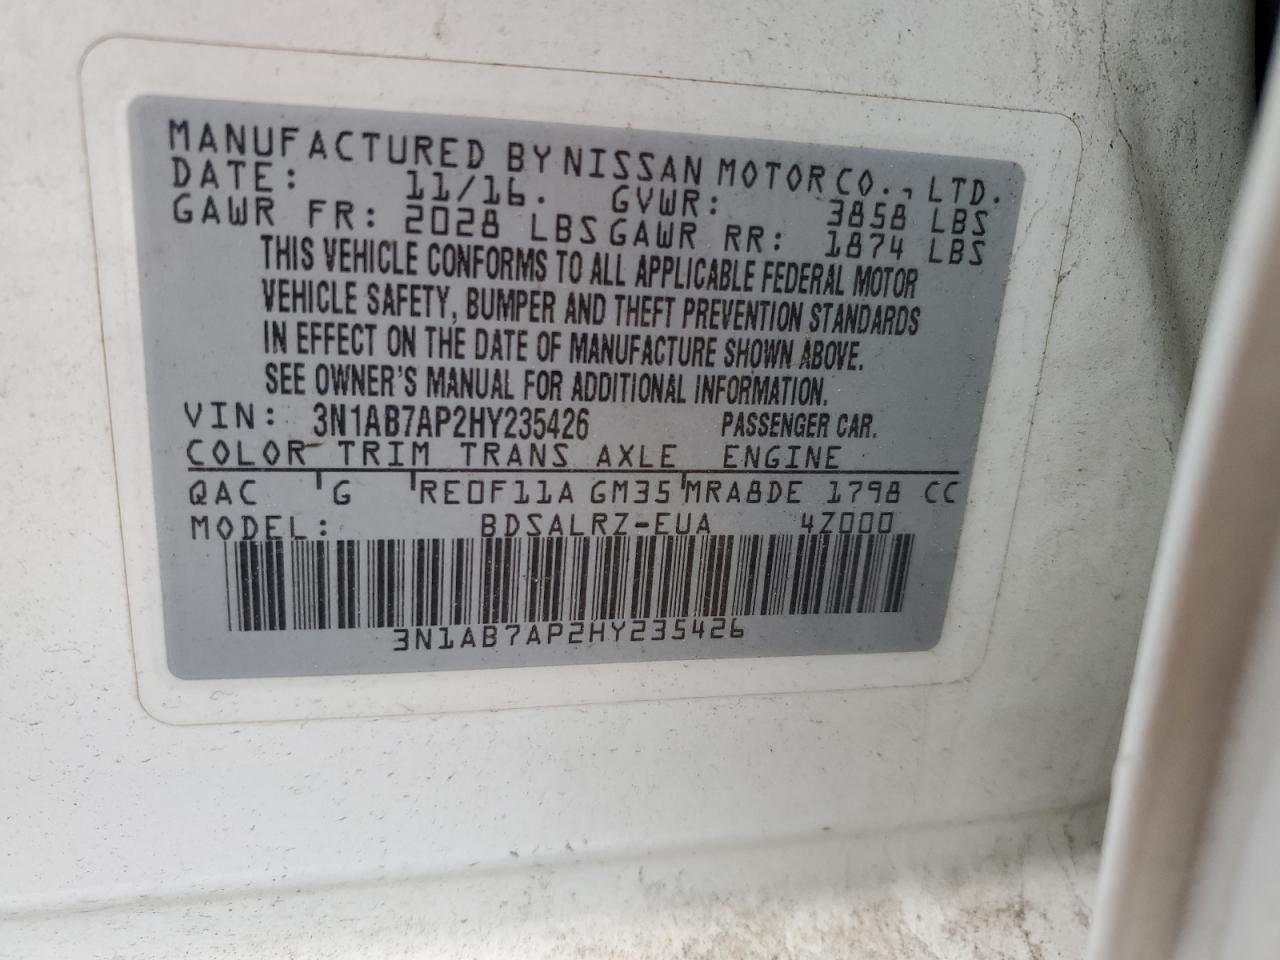 MANUFACTURED BY NISSAN MOTOR CO., LTD.
DATE: 11/16. GVWR: 3858 LBS
GAWR FR: 2028 LBS GAWR RR: 1874 LBS
THIS VEHICLE CONFORMS TO ALL APPLICABLE FEDERAL MOTOR
VEHICLE SAFETY, BUMPER AND THEFT PREVENTION STANDARDS
IN EFFECT ON THE DATE OF MANUFACTURE SHOWN ABOVE.
SEE OWNER'S MANUAL FOR ADDITIONAL INFORMATION.
VIN: 3N1AB7AP2HY235426 PASSENGER CAR.
COLOR TRIM TRANS AXLE ENGINE
QAC G RE0F11A GM35 MRA8DE 1798 CC
MODEL: BDSALRZ-EUA 4Z000
3N1AB7AP2HY235426